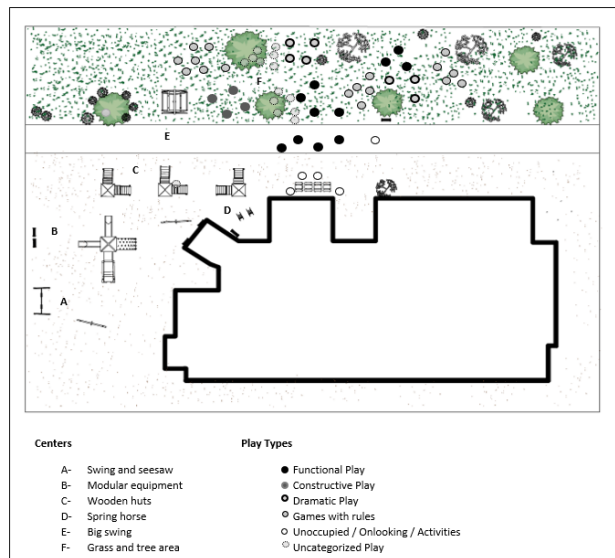 F
E
C
D
B
A
Centers
Play Types
A- Swing and seesaw
Functional Play
B- Modular equipment
Constructive Play
C- Wooden huts
Dramatic Play
D- Spring horse
Games with rules
E- Big swing
Unoccupied / Onlooking / Activities
F- Grass and tree area
Uncategorized Play